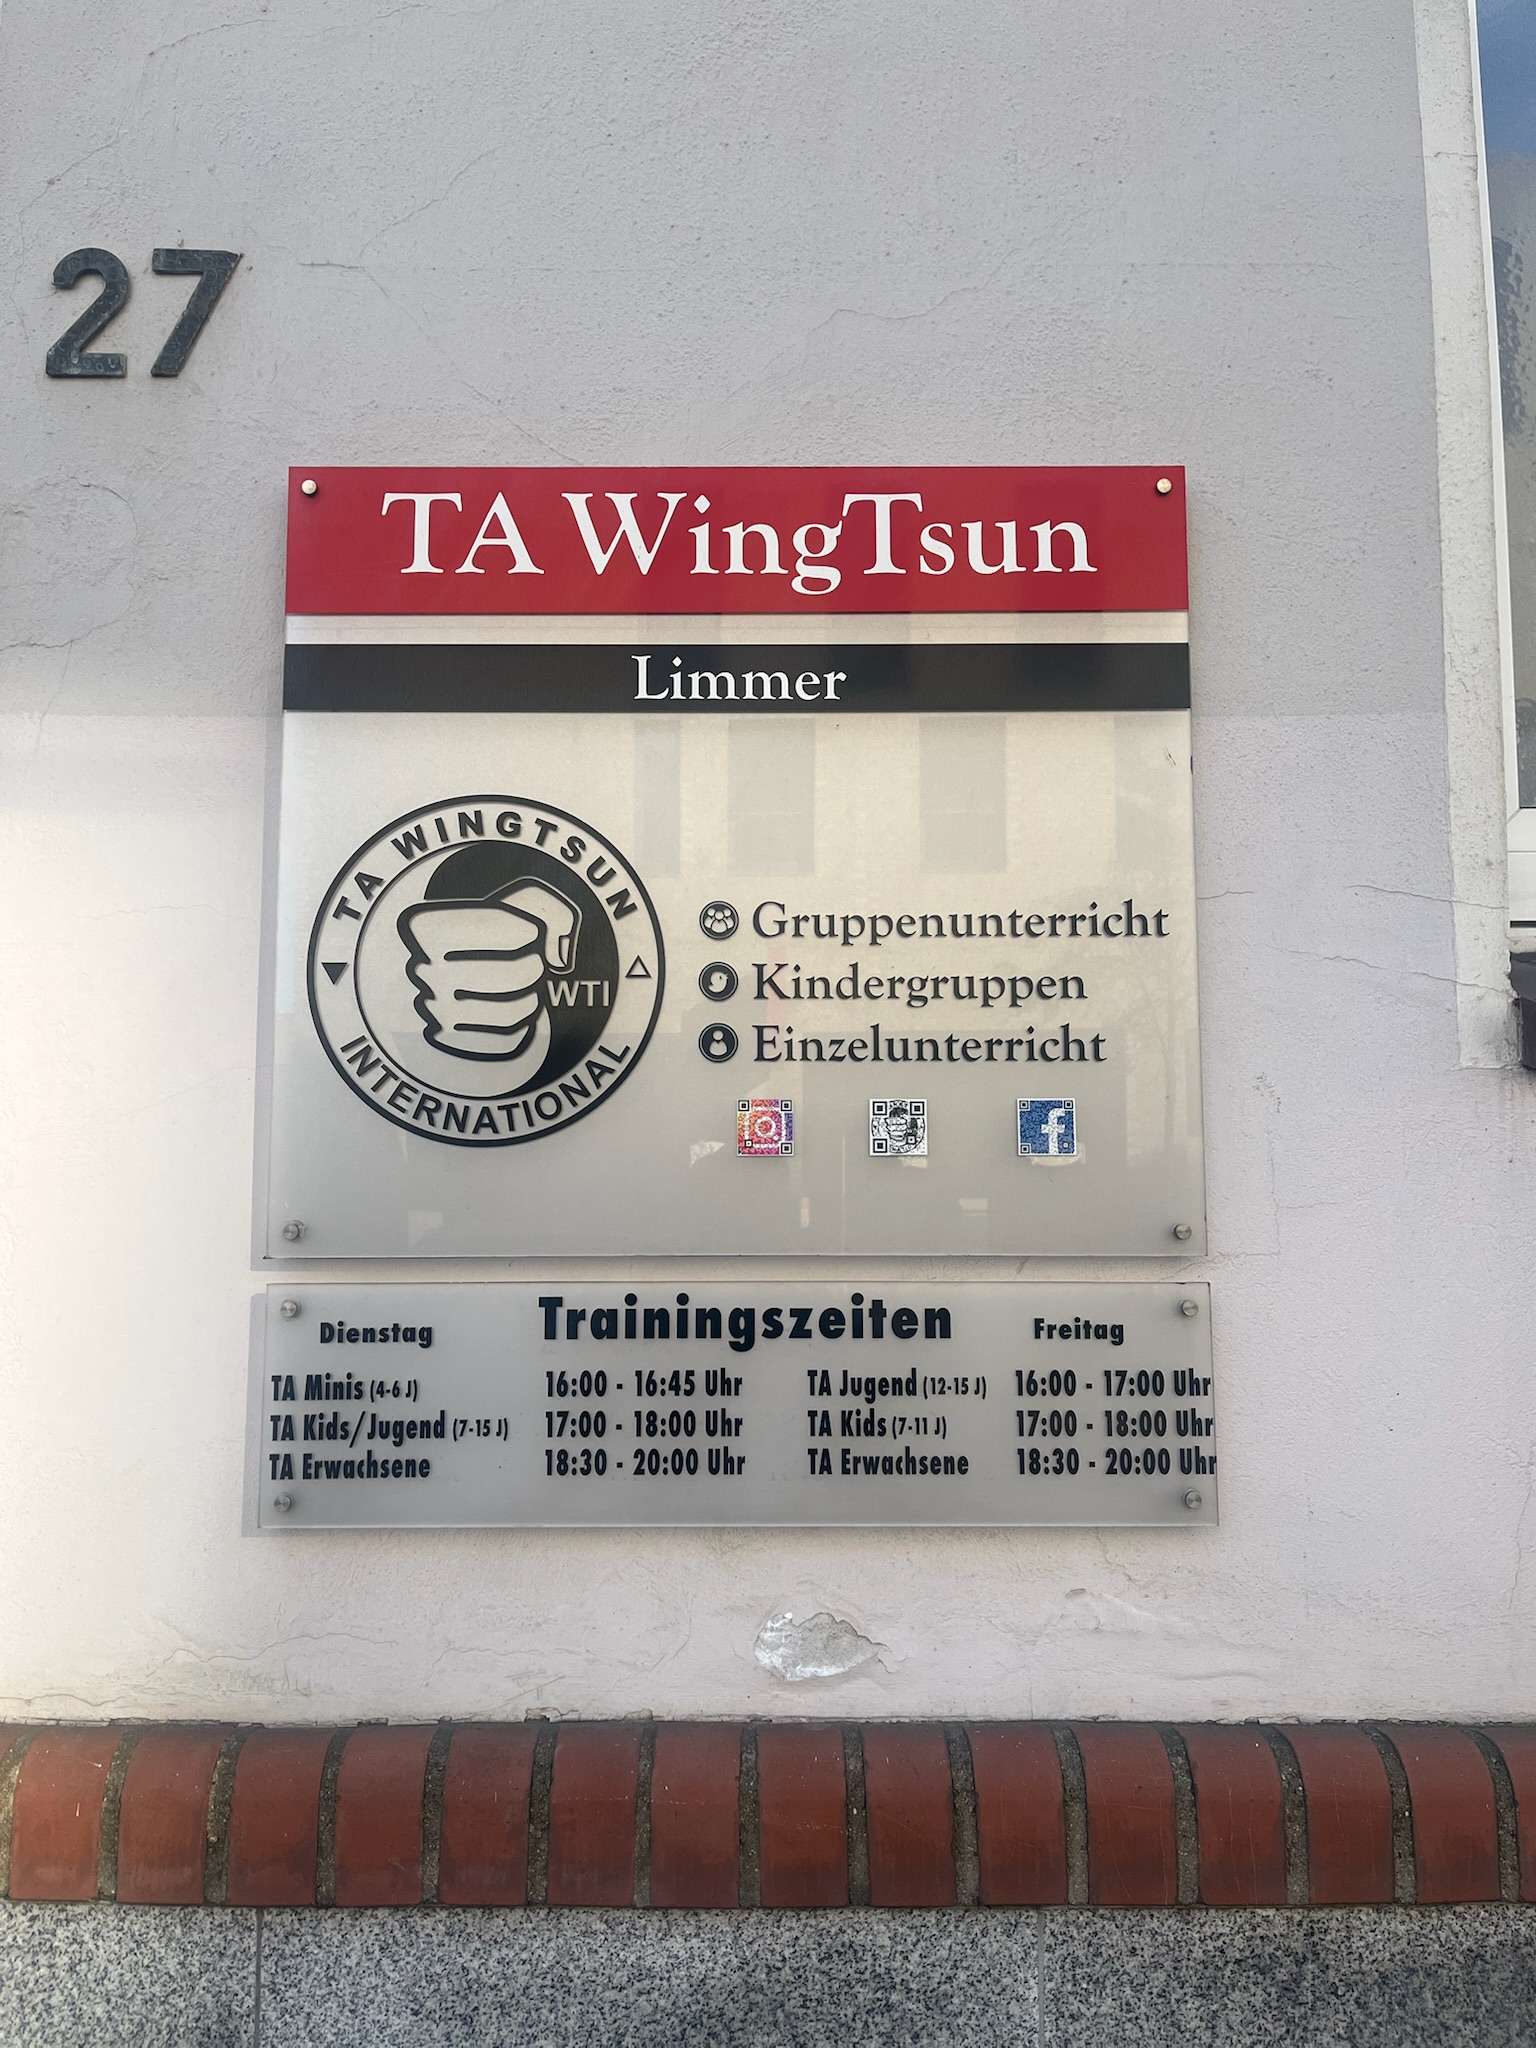 27
TA WingTsun
Limmer
TA WINGTSUN
WTI
INTERNATIONAL
Gruppenunterricht
Kindergruppen
Einzelunterricht
Trainingszeiten
Dienstag Freitag
TA Minis (4-6 J) 16:00 - 16:45 Uhr TA Jugend (12-15 J) 16:00 - 17:00 Uhr
TA Kids/Jugend (7-15 J) 17:00 - 18:00 Uhr TA Kids (7-11 J) 17:00 - 18:00 Uhr
TA Erwachsene 18:30 - 20:00 Uhr TA Erwachsene 18:30 - 20:00 Uhr